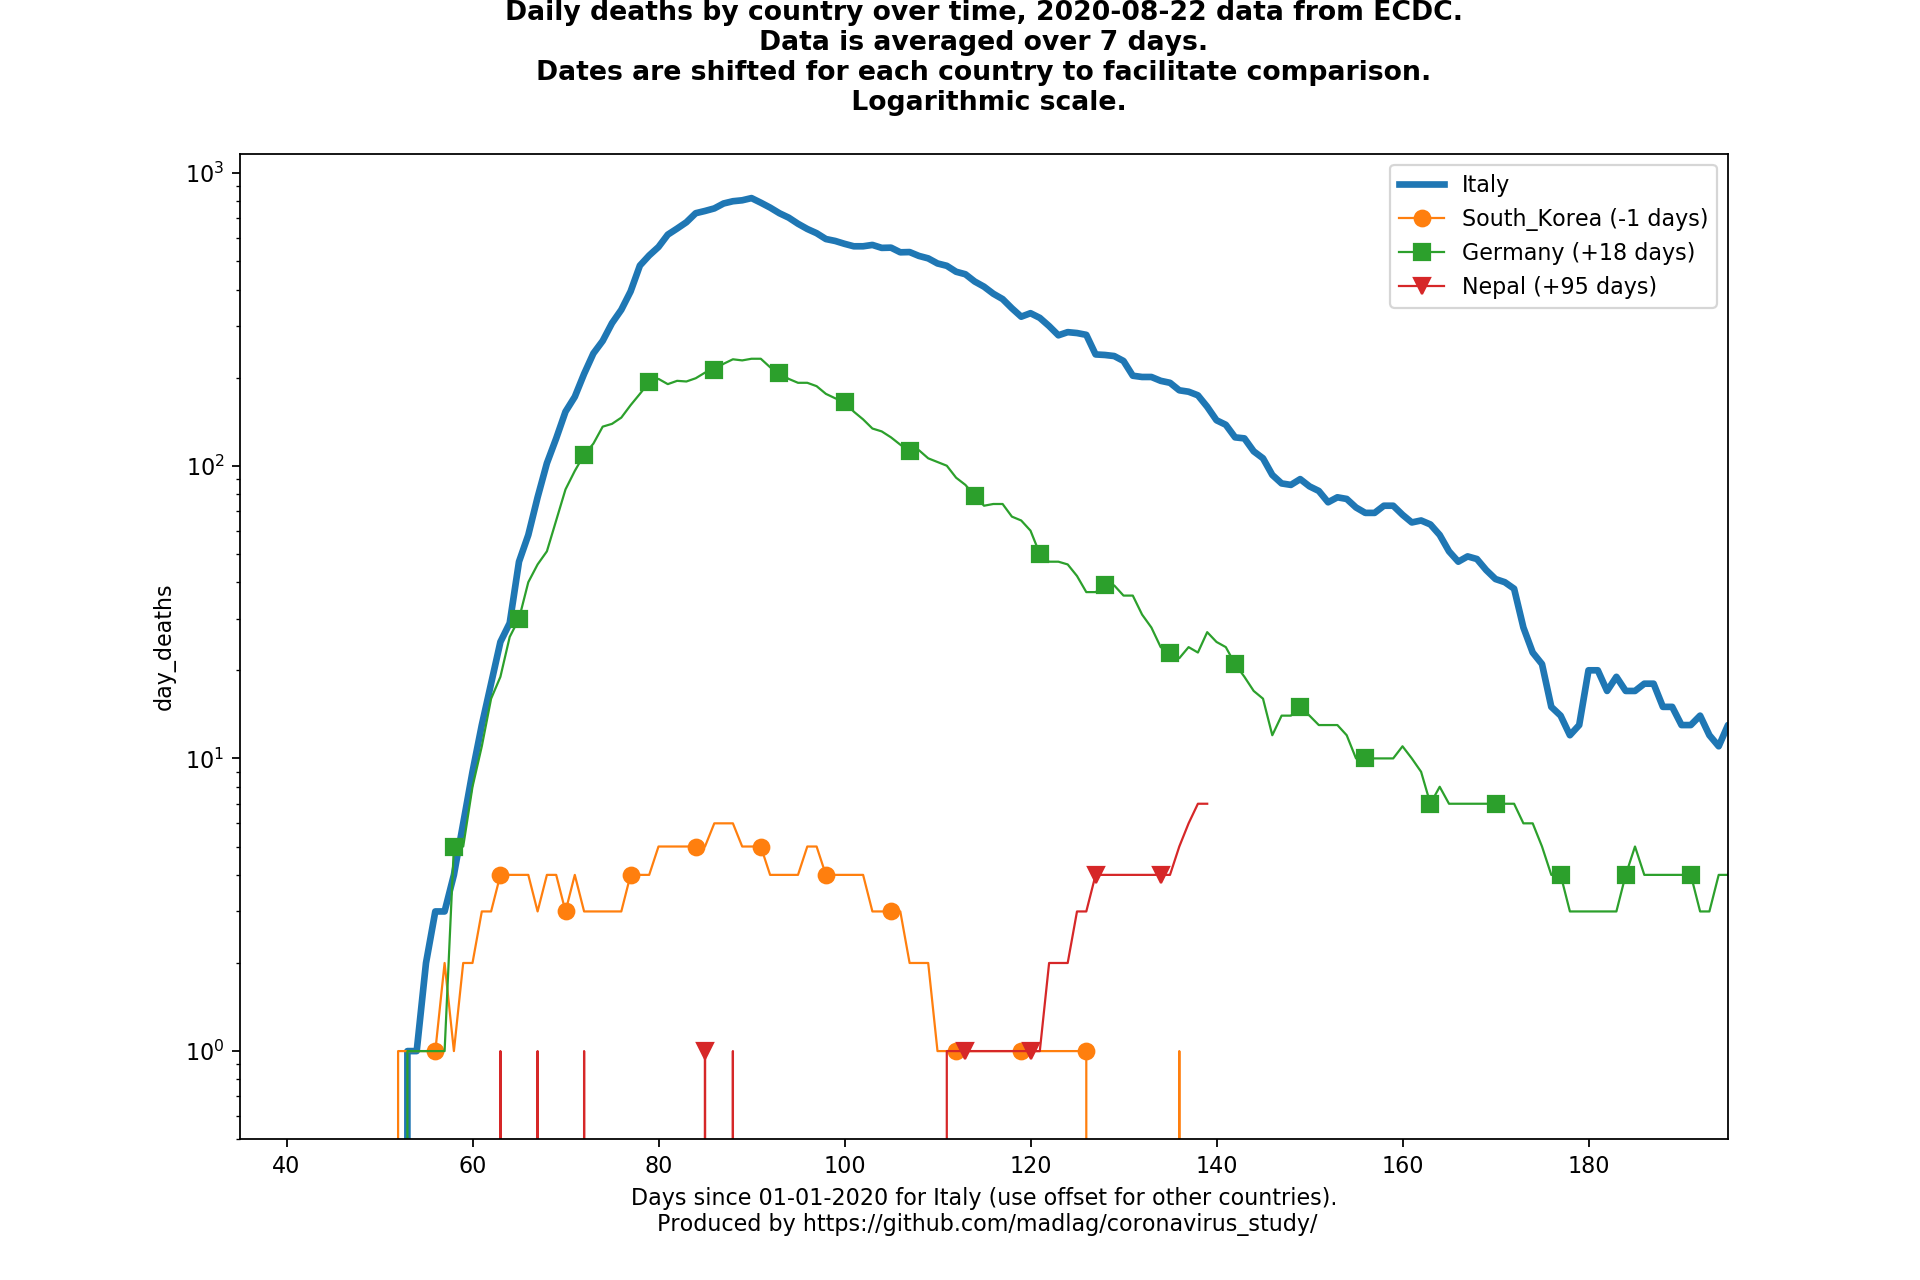 Daily deaths by country over time, 2020-08-22 data from ECDC.
Data is averaged over 7 days.
Dates are shifted for each country to facilitate comparison.
Logarithmic scale.
10³
10²
10¹
10⁰
day_deaths
Italy
South_Korea (-1 days)
Germany (+18 days)
Nepal (+95 days)
40 60 80 100 120 140 160 180
Days since 01-01-2020 for Italy (use offset for other countries).
Produced by https://github.com/madlag/coronavirus_study/